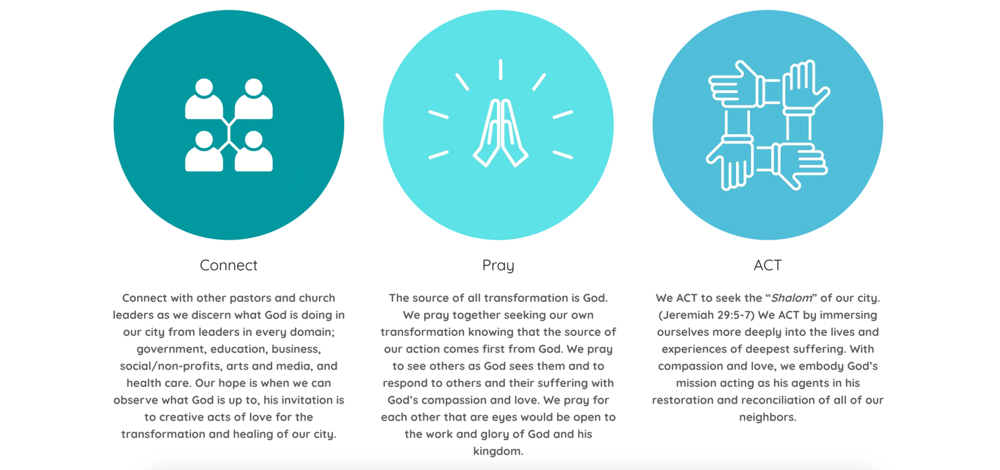 Connect
Connect with other pastors and church
leaders as we discern what God is doing in
our city from leaders in every domain;
government, education, business,
social/non-profits, arts and media, and
health care. Our hope is when we can
observe what God is up to, his invitation is
to creative acts of love for the
transformation and healing of our city.
Pray
The source of all transformation is God.
We pray together seeking our own
transformation knowing that the source of
our action comes first from God. We pray
to see others as God sees them and to
respond to others and their suffering with
God’s compassion and love. We pray for
each other that are eyes would be open to
the work and glory of God and his
kingdom.
ACT
We ACT to seek the “Shalom” of our city.
(Jeremiah 29:5-7) We ACT by immersing
ourselves more deeply into the lives and
experiences of deepest suffering. With
compassion and love, we embody God’s
mission acting as his agents in his
restoration and reconciliation of all of our
neighbors.